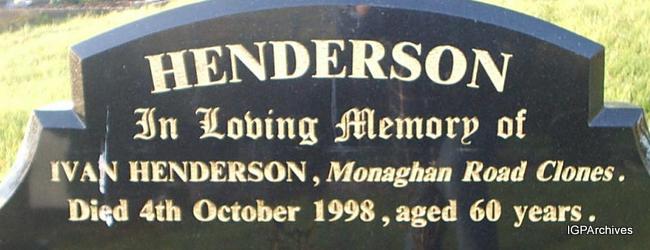 HENDERSON
In Loving Memory of
IVAN HENDERSON, Monaghan Road Clones.
Died 4th October 1998, aged 60 years.
IGPArchives